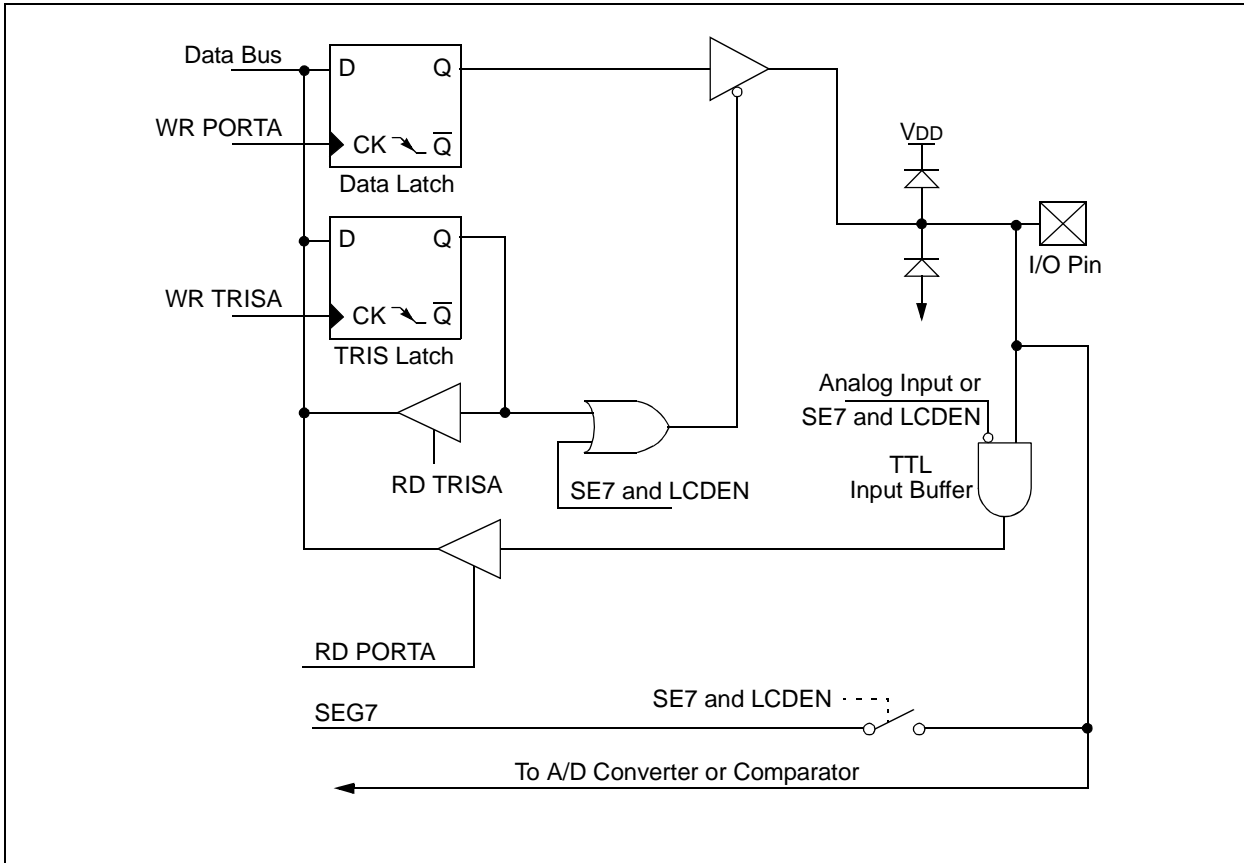 Data Bus
D Q
WR PORTA
CK Q̅
Data Latch
VDD
D Q
I/O Pin
WR TRISA
CK Q̅
TRIS Latch
Analog Input or
SE7 and LCDEN
TTL
Input Buffer
RD TRISA
SE7 and LCDEN
RD PORTA
SEG7
SE7 and LCDEN
To A/D Converter or Comparator